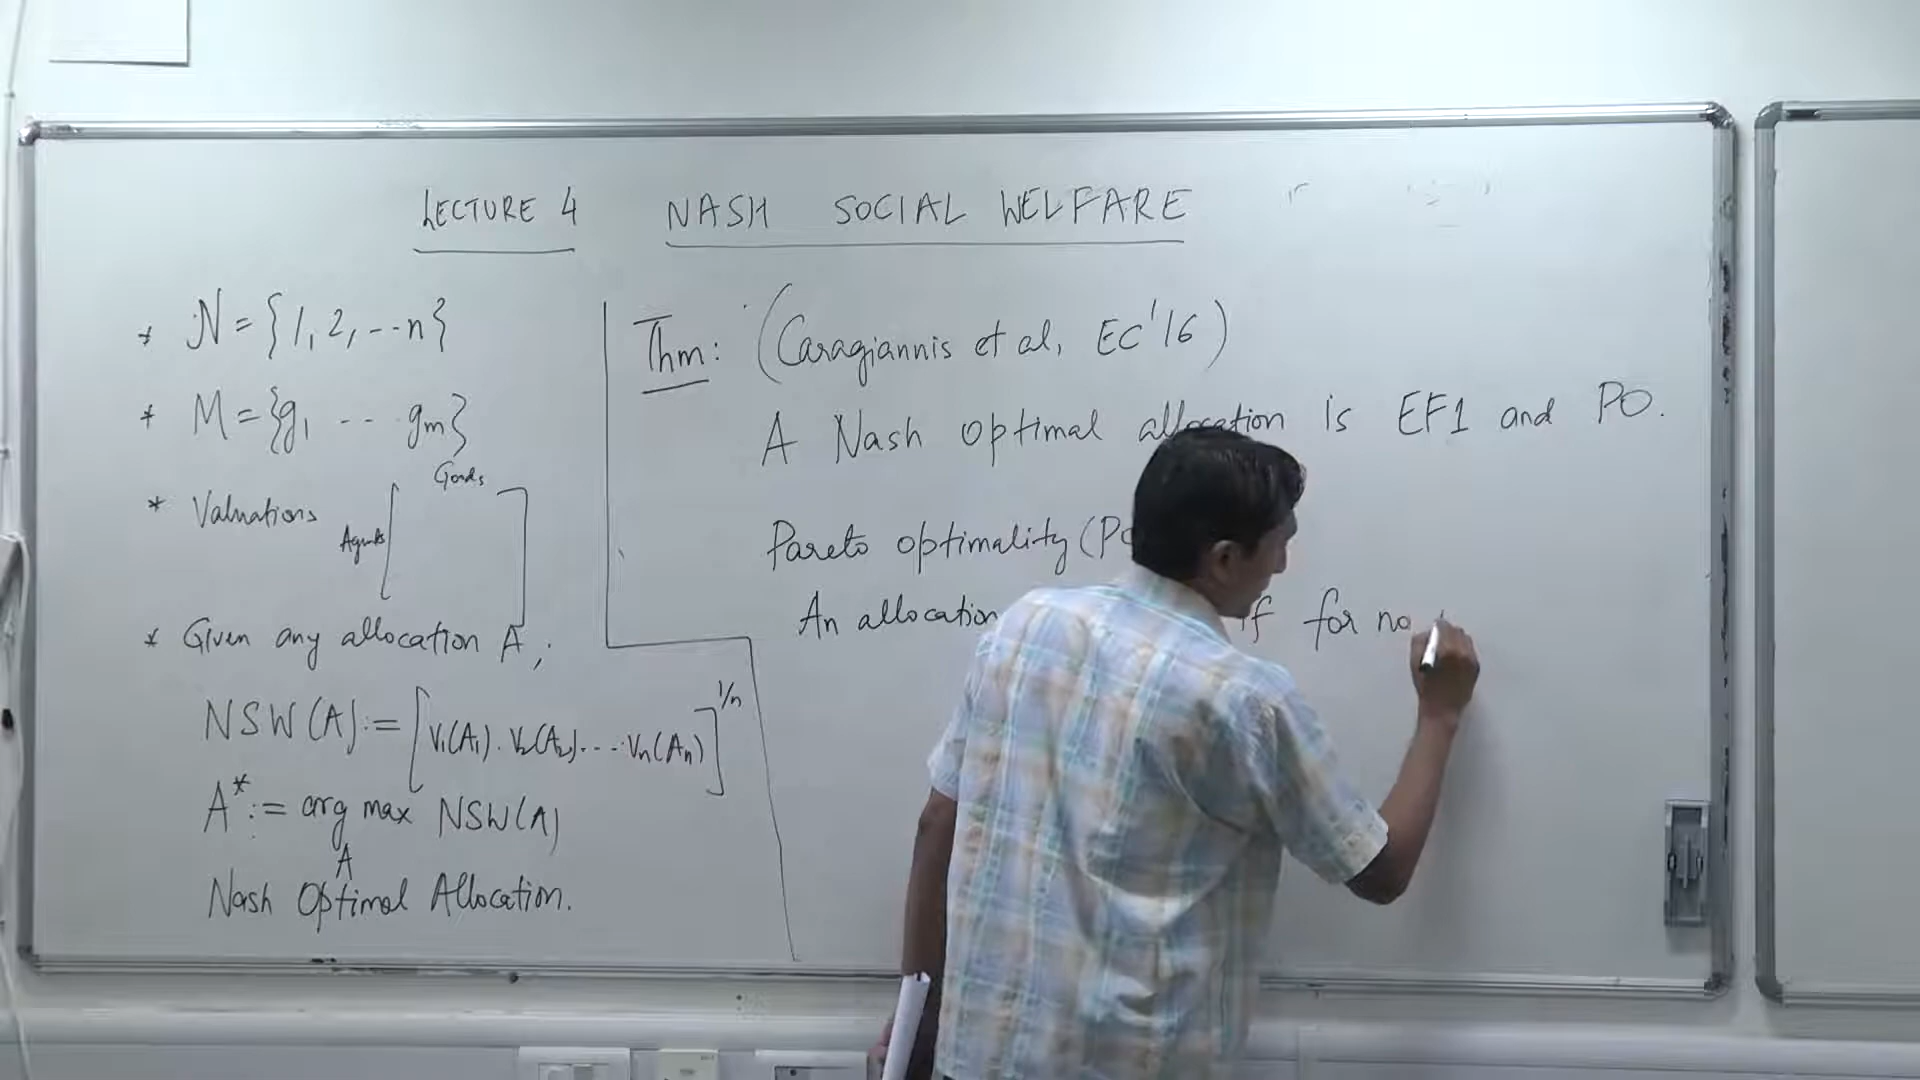 LECTURE 4 NASH SOCIAL WELFARE
* N = {1, 2, --n}
* M = {g1 -- gm}
* Valuations
Goods
Agents
* Given any allocation A,
NSW(A) := [v1(A1) . v2(A2) . -- . vn(An)]^1/n
A* := arg max NSW(A)
A
Nash Optimal Allocation.
Thm: (Caragiannis et al, EC'16)
A Nash optimal allocation is EF1 and PO.
Pareto optimality (PO
An allocation if for no